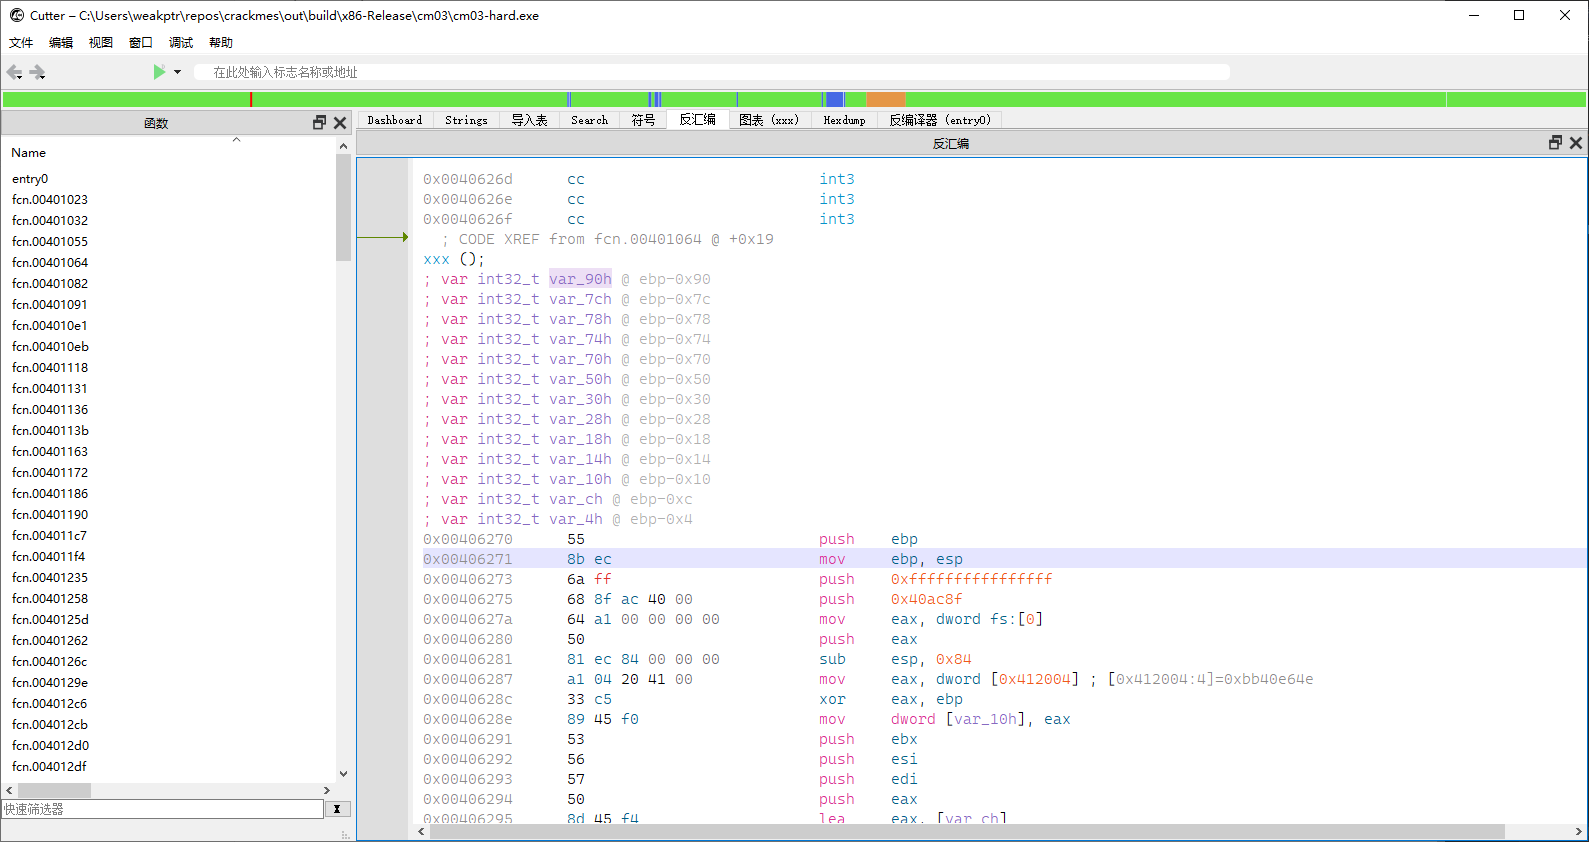 Cutter – C:\Users\weakptr\repos\crackmes\out\build\x86-Release\cm03\cm03-hard.exe
文件 编辑 视图 窗口 调试 帮助
在此处输入标志名称或地址
函数
Name
entry0
fcn.00401023
fcn.00401032
fcn.00401055
fcn.00401064
fcn.00401082
fcn.00401091
fcn.004010e1
fcn.004010eb
fcn.00401118
fcn.00401131
fcn.00401136
fcn.0040113b
fcn.00401163
fcn.00401172
fcn.00401186
fcn.00401190
fcn.004011c7
fcn.004011f4
fcn.00401235
fcn.00401258
fcn.0040125d
fcn.00401262
fcn.0040126c
fcn.0040129e
fcn.004012c6
fcn.004012cb
fcn.004012d0
fcn.004012df
快速筛选器
X
Dashboard Strings 导入表 Search 符号 反汇编 图表 (xxx) Hexdump 反编译器 (entry0)
反汇编
0x0040626d cc int3
0x0040626e cc int3
0x0040626f cc int3
; CODE XREF from fcn.00401064 @ +0x19
xxx ();
; var int32_t var_90h @ ebp-0x90
; var int32_t var_7ch @ ebp-0x7c
; var int32_t var_78h @ ebp-0x78
; var int32_t var_74h @ ebp-0x74
; var int32_t var_70h @ ebp-0x70
; var int32_t var_50h @ ebp-0x50
; var int32_t var_30h @ ebp-0x30
; var int32_t var_28h @ ebp-0x28
; var int32_t var_18h @ ebp-0x18
; var int32_t var_14h @ ebp-0x14
; var int32_t var_10h @ ebp-0x10
; var int32_t var_ch @ ebp-0xc
; var int32_t var_4h @ ebp-0x4
0x00406270 55 push ebp
0x00406271 8b ec mov ebp, esp
0x00406273 6a ff push 0xffffffffffffffff
0x00406275 68 8f ac 40 00 push 0x40ac8f
0x0040627a 64 a1 00 00 00 00 mov eax, dword fs:[0]
0x00406280 50 push eax
0x00406281 81 ec 84 00 00 00 sub esp, 0x84
0x00406287 a1 04 20 41 00 mov eax, dword [0x412004] ; [0x412004:4]=0xbb40e64e
0x0040628c 33 c5 xor eax, ebp
0x0040628e 89 45 f0 mov dword [var_10h], eax
0x00406291 53 push ebx
0x00406292 56 push esi
0x00406293 57 push edi
0x00406294 50 push eax
0x00406295 8d 45 f4 lea eax, [var_ch]